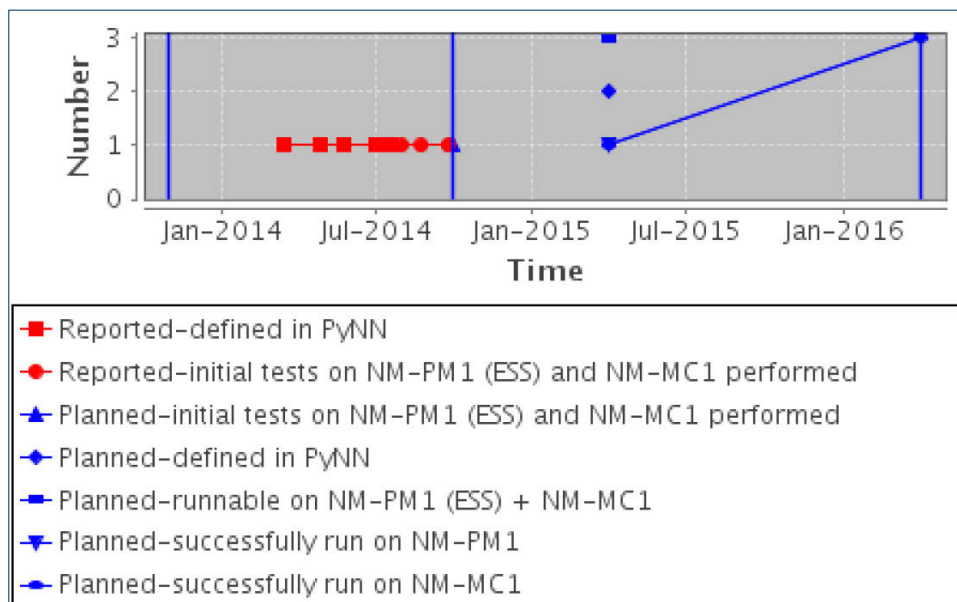 Number
3
2
1
0
Jan-2014 Jul-2014 Jan-2015 Jul-2015 Jan-2016
Time
Reported-defined in PyNN
Reported-initial tests on NM-PM1 (ESS) and NM-MC1 performed
Planned-initial tests on NM-PM1 (ESS) and NM-MC1 performed
Planned-defined in PyNN
Planned-runnable on NM-PM1 (ESS) + NM-MC1
Planned-successfully run on NM-PM1
Planned-successfully run on NM-MC1